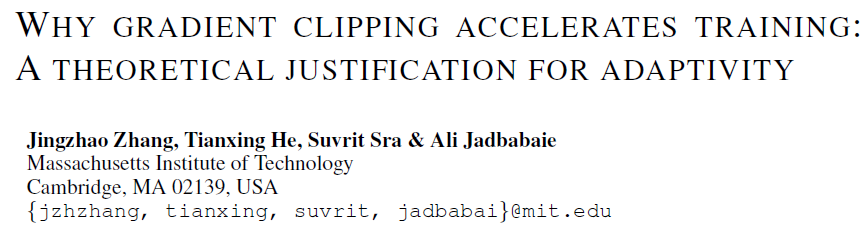 WHY GRADIENT CLIPPING ACCELERATES TRAINING:
A THEORETICAL JUSTIFICATION FOR ADAPTIVITY
Jingzhao Zhang, Tianxing He, Suvrit Sra & Ali Jadbabaie
Massachusetts Institute of Technology
Cambridge, MA 02139, USA
{jzhzhang, tianxing, suvrit, jadbabai}@mit.edu